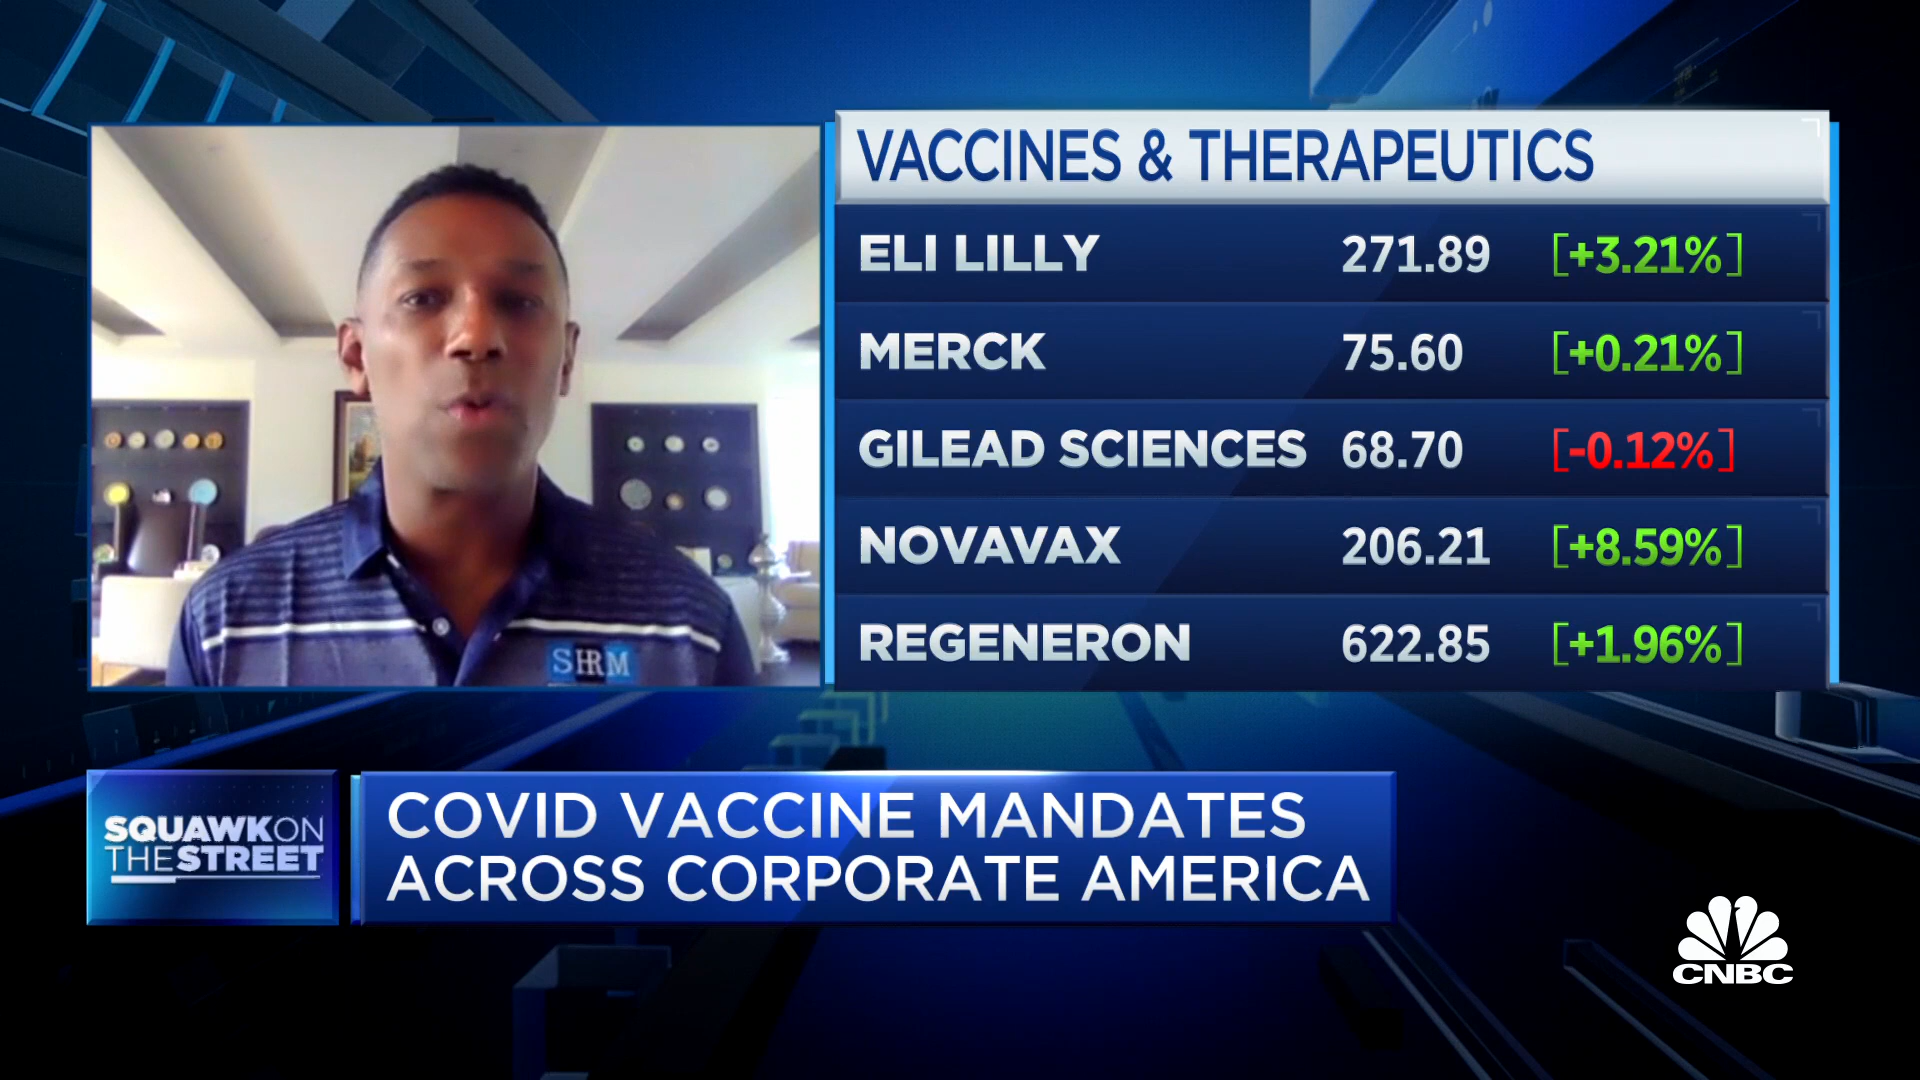 VACCINES & THERAPEUTICS
ELI LILLY 271.89 [+3.21%]
MERCK 75.60 [+0.21%]
GILEAD SCIENCES 68.70 [-0.12%]
NOVAVAX 206.21 [+8.59%]
REGENERON 622.85 [+1.96%]
SHRM
SQUAWK ON
THE STREET
COVID VACCINE MANDATES
ACROSS CORPORATE AMERICA
CNBC